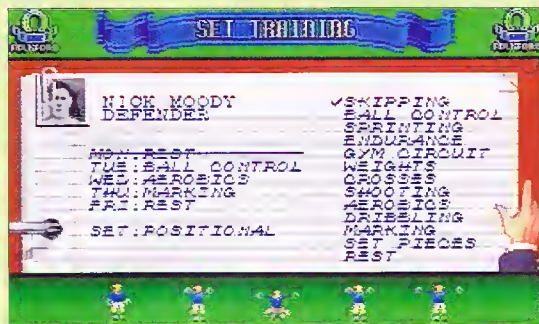 SET TRAINING
NICK MOODY
DEFENDER
MON:REST
TUE:BALL CONTROL
WED:AEROBICS
THU:MARKING
FRI:REST
SET:POSITIONAL
SKIPPING
BALL CONTROL
SPRINTING
ENDURANCE
GYM CIRCUIT
WEIGHTS
CROSSES
SHOOTING
AEROBICS
DRIBBLING
MARKING
SET PIECES
REST